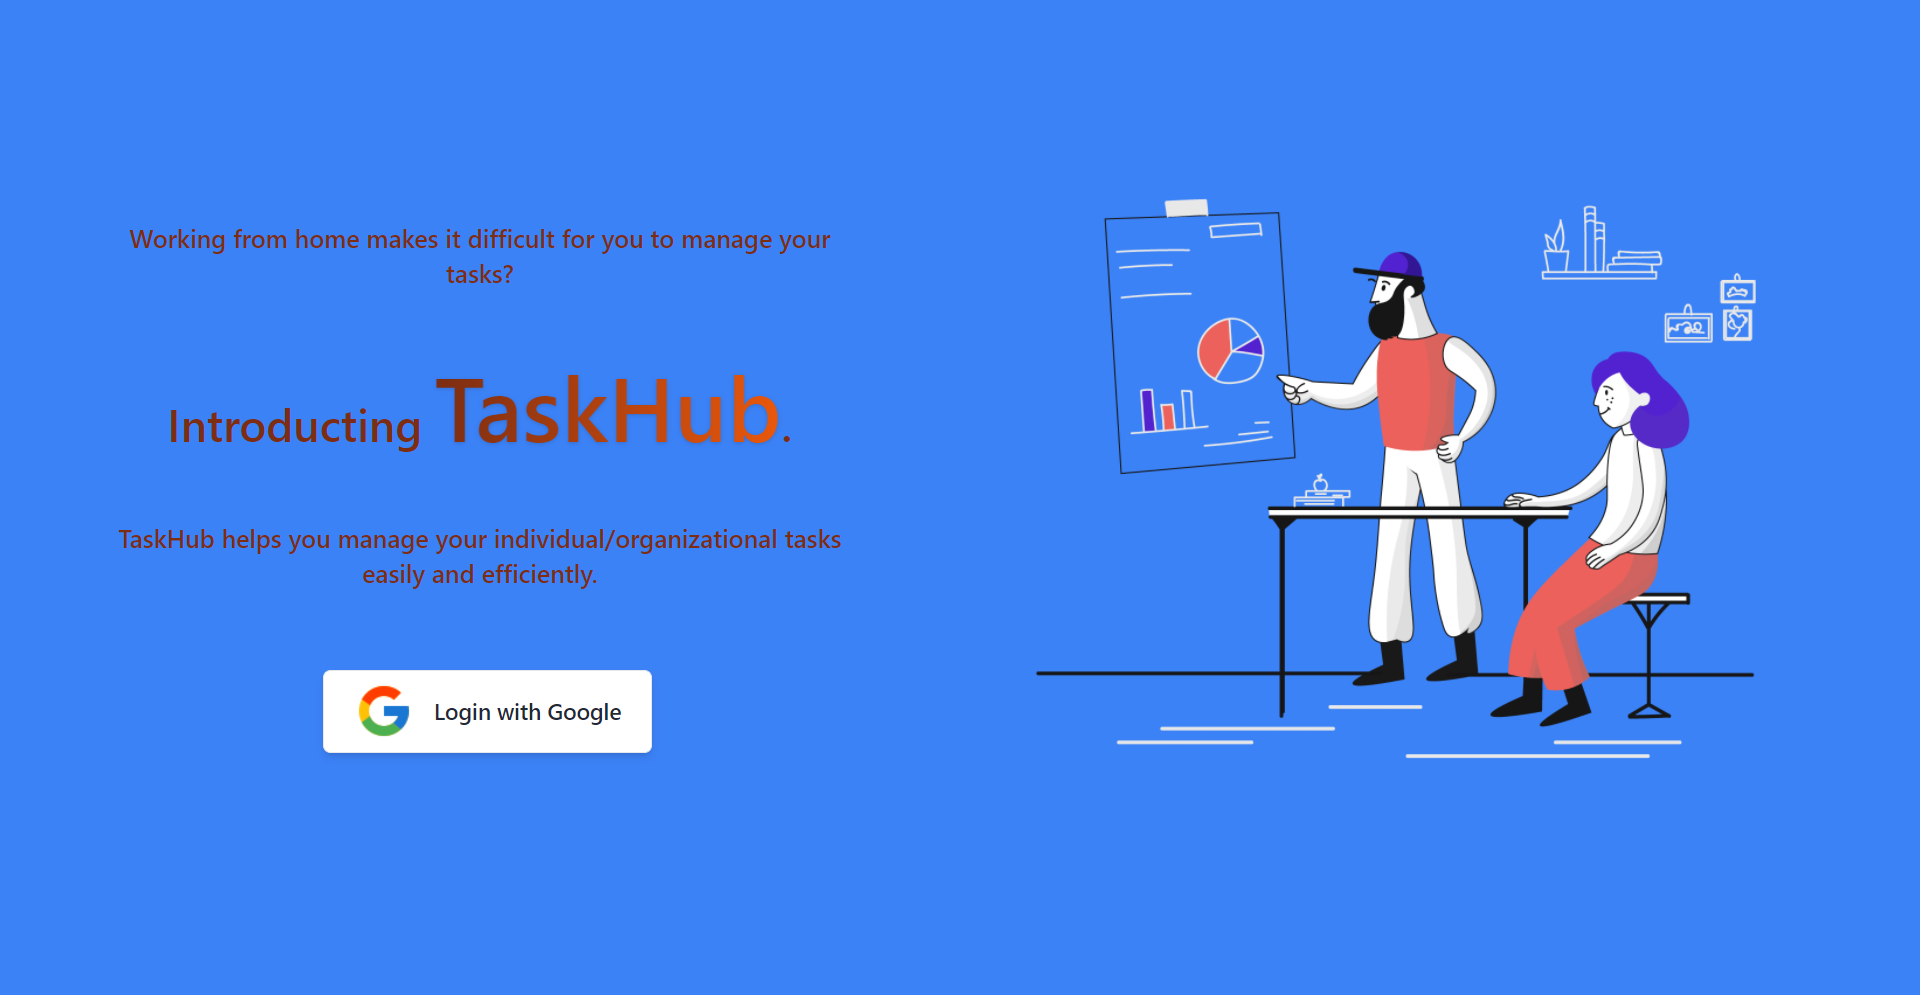 Working from home makes it difficult for you to manage your
tasks?
Introducting TaskHub.
TaskHub helps you manage your individual/organizational tasks
easily and efficiently.
Login with Google